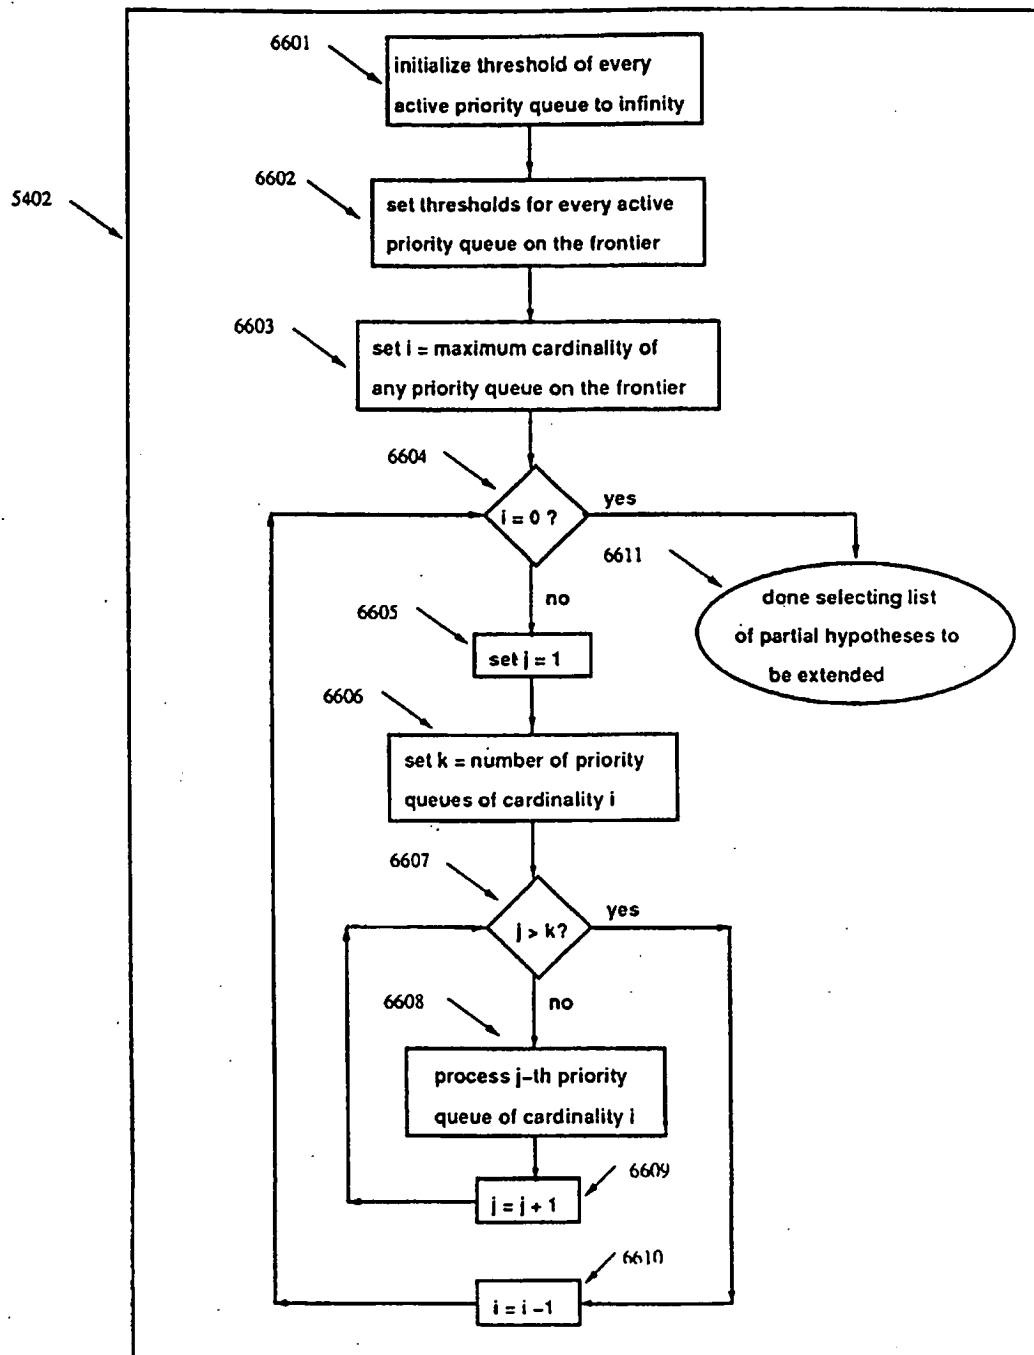 6601
initialize threshold of every
active priority queue to infinity
6602
5402
set thresholds for every active
priority queue on the frontier
6603
set i = maximum cardinality of
any priority queue on the frontier
6604
i = 0 ?
yes
6611
done selecting list
of partial hypotheses to
be extended
no
6605
set j = 1
6606
set k = number of priority
queues of cardinality i
6607
j > k?
yes
6608
no
process j-th priority
queue of cardinality i
6609
j = j + 1
6610
i = i - 1